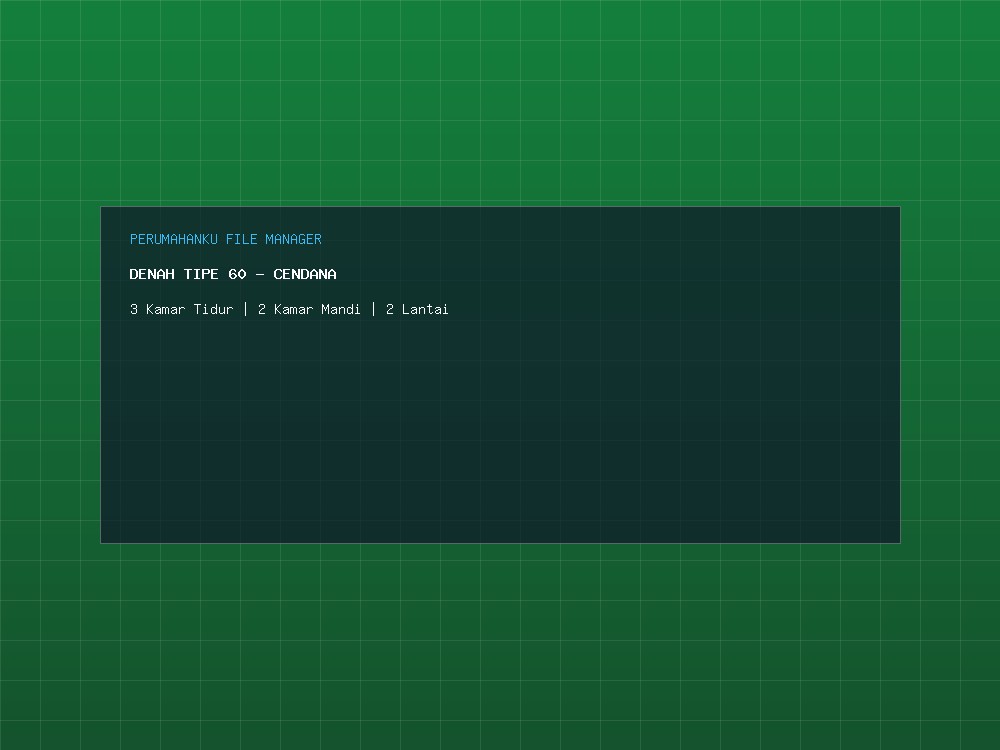 PERUMAHANKU FILE MANAGER
DENAH TIPE 60 – CENDANA
3 Kamar Tidur | 2 Kamar Mandi | 2 Lantai